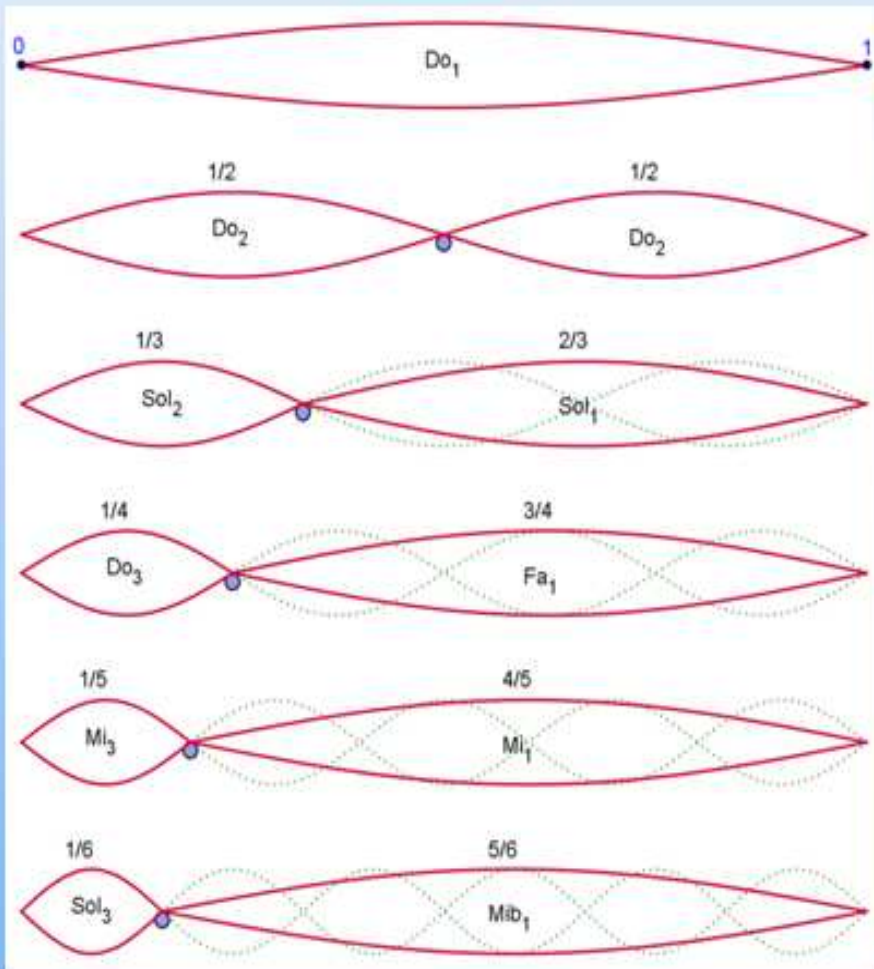 0 1
Do1
1/2 1/2
Do2 Do2
1/3 2/3
Sol2 Sol1
1/4 3/4
Do3 Fa1
1/5 4/5
Mi3 Mi1
1/6 5/6
Sol3 Mib1